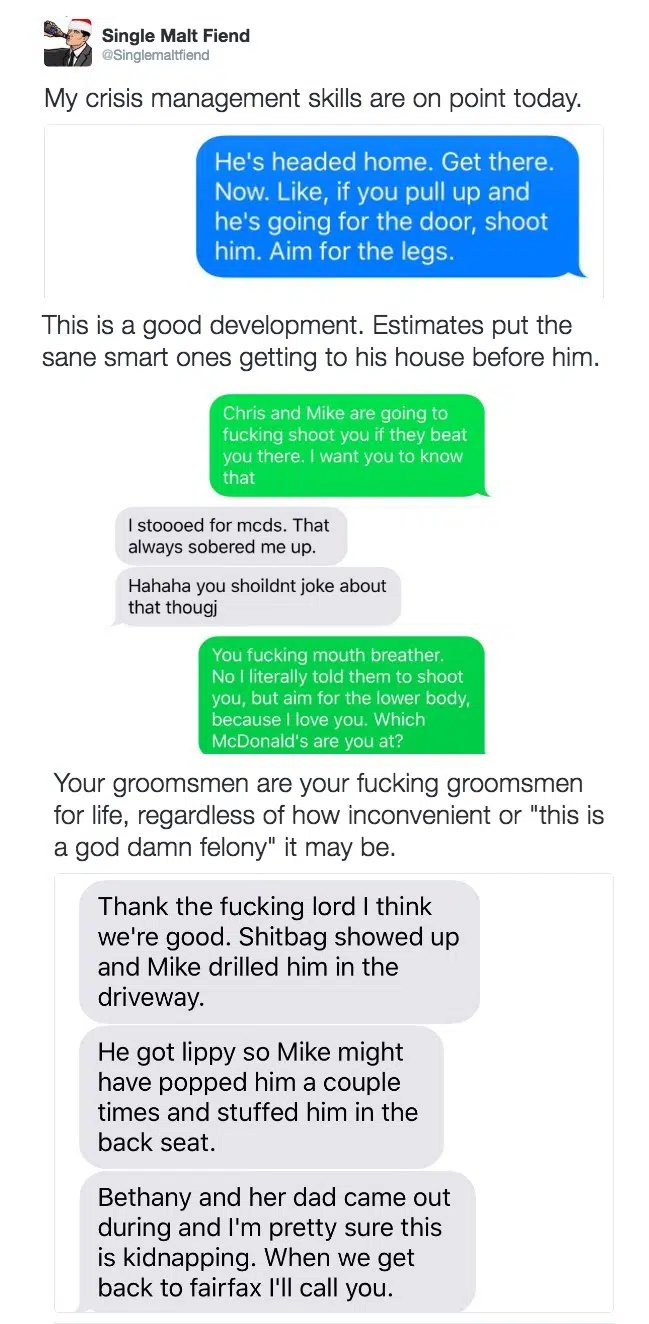 Single Malt Fiend
@Singlemaltfiend
My crisis management skills are on point today.
He's headed home. Get there.
Now. Like, if you pull up and
he's going for the door, shoot
him. Aim for the legs.
This is a good development. Estimates put the
sane smart ones getting to his house before him.
Chris and Mike are going to
fucking shoot you if they beat
you there. I want you to know
that
I stoooed for mcds. That
always sobered me up.
Hahaha you shoildnt joke about
that thougj
You fucking mouth breather.
No I literally told them to shoot
you, but aim for the lower body,
because I love you. Which
McDonald's are you at?
Your groomsmen are your fucking groomsmen
for life, regardless of how inconvenient or "this is
a god damn felony" it may be.
Thank the fucking lord I think
we're good. Shitbag showed up
and Mike drilled him in the
driveway.
He got lippy so Mike might
have popped him a couple
times and stuffed him in the
back seat.
Bethany and her dad came out
during and I'm pretty sure this
is kidnapping. When we get
back to fairfax I'll call you.